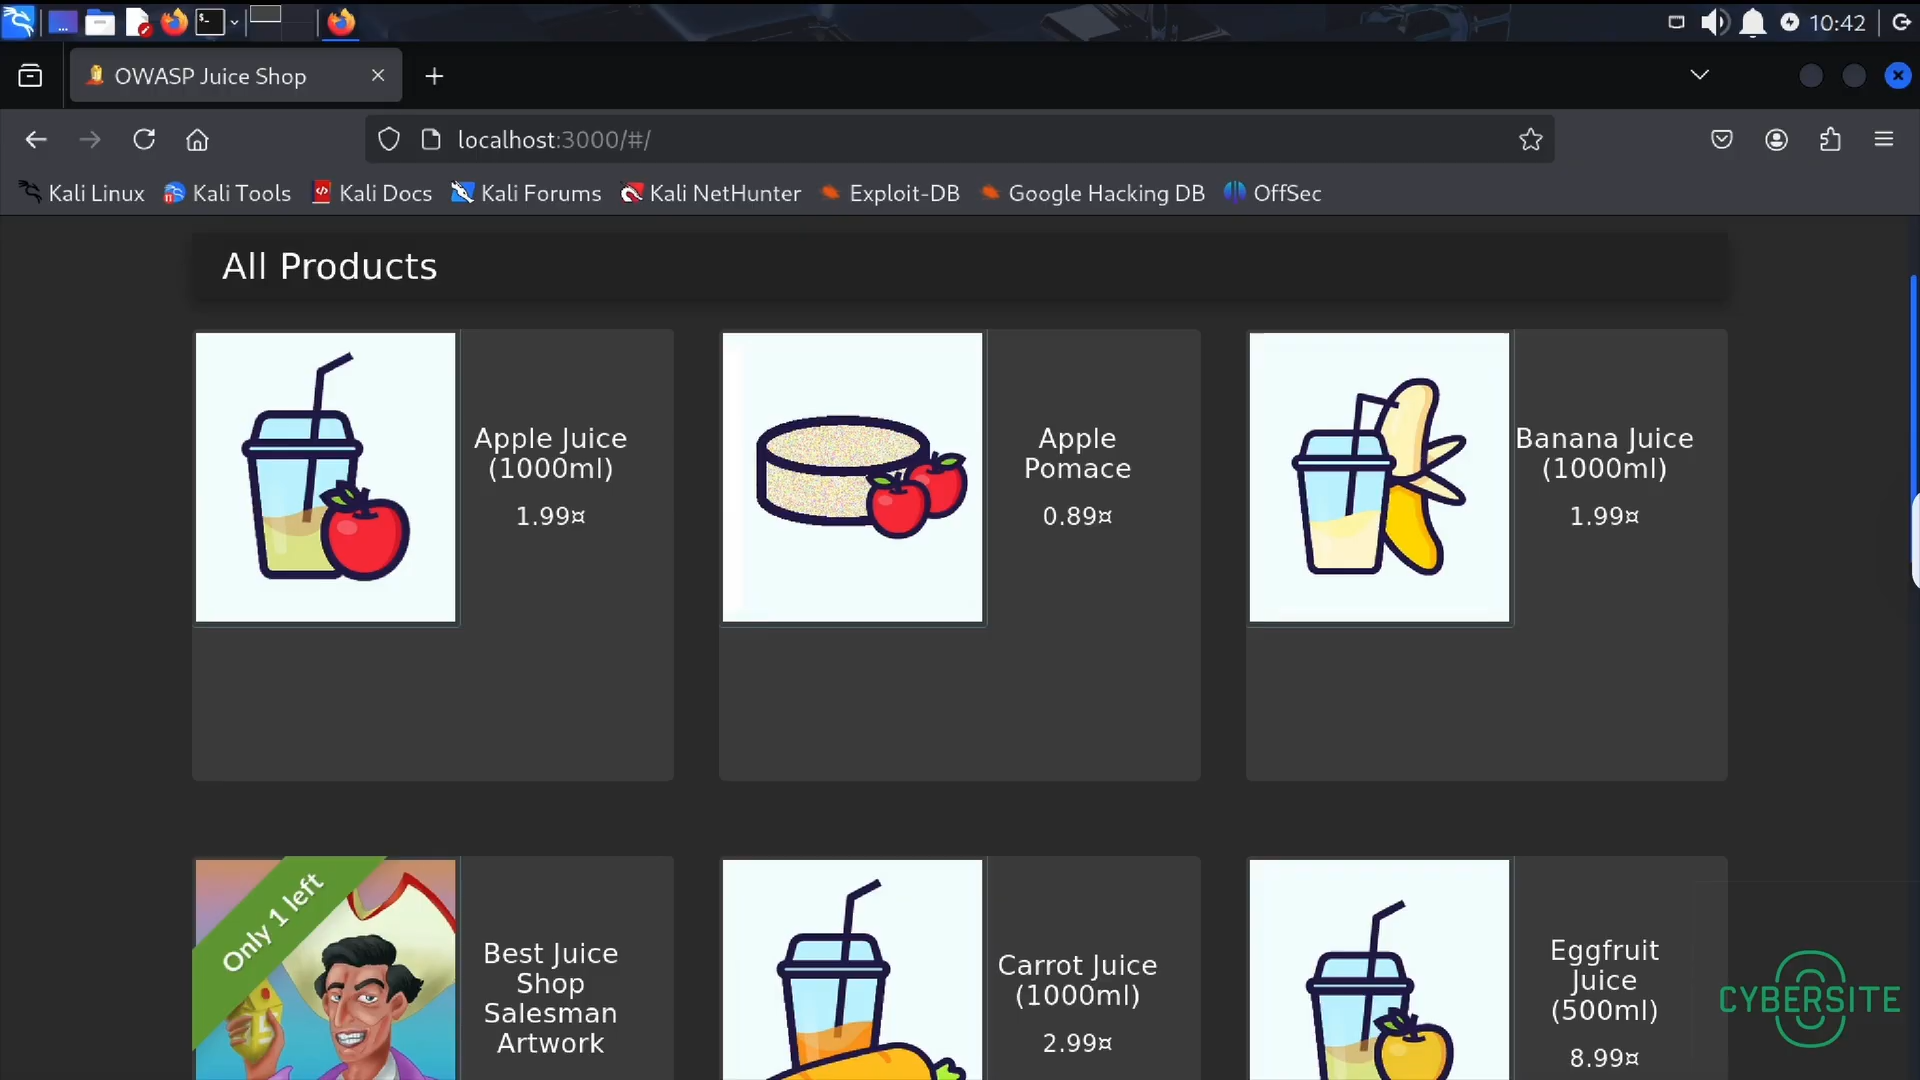 10:42
OWASP Juice Shop
localhost:3000/#/
Kali Linux
Kali Tools
Kali Docs
Kali Forums
Kali NetHunter
Exploit-DB
Google Hacking DB
OffSec
All Products
Apple Juice
(1000ml)
1.99¤
Apple
Pomace
0.89¤
Banana Juice
(1000ml)
1.99¤
Only 1 left
Best Juice
Shop
Salesman
Artwork
Carrot Juice
(1000ml)
2.99¤
Eggfruit
Juice
(500ml)
8.99¤
CYBERSITE